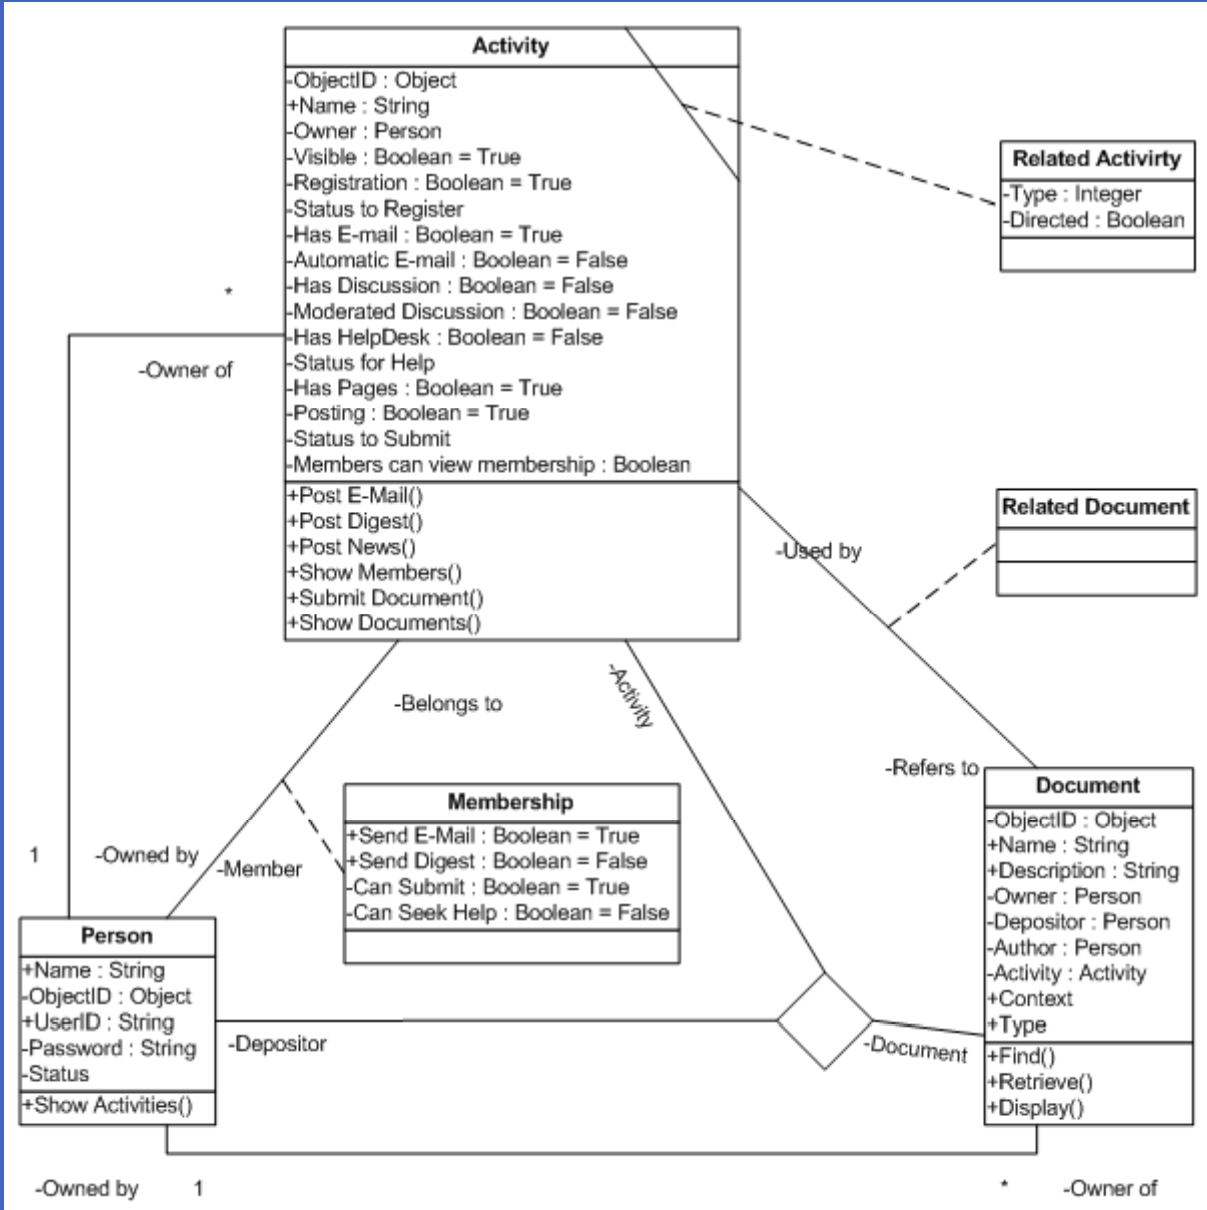 Activity
-ObjectID : Object
+Name : String
-Owner : Person
-Visible : Boolean = True
-Registration : Boolean = True
-Status to Register
-Has E-mail : Boolean = True
-Automatic E-mail : Boolean = False
-Has Discussion : Boolean = False
-Moderated Discussion : Boolean = False
-Has HelpDesk : Boolean = False
-Status for Help
-Has Pages : Boolean = True
-Posting : Boolean = True
-Status to Submit
-Members can view membership : Boolean
+Post E-Mail()
+Post Digest()
+Post News()
+Show Members()
+Submit Document()
+Show Documents()
Related Activirty
-Type : Integer
-Directed : Boolean
*
-Owner of
Related Document
-Used by
-Belongs to
-Activity
-Refers to
Membership
+Send E-Mail : Boolean = True
+Send Digest : Boolean = False
-Can Submit : Boolean = True
-Can Seek Help : Boolean = False
1
-Owned by
-Member
Document
-ObjectID : Object
+Name : String
+Description : String
-Owner : Person
-Depositor : Person
-Author : Person
-Activity : Activity
+Context
+Type
+Find()
+Retrieve()
+Display()
Person
+Name : String
-ObjectID : Object
+UserID : String
-Password : String
-Status
+Show Activities()
-Depositor
-Document
-Owned by
1
*
-Owner of